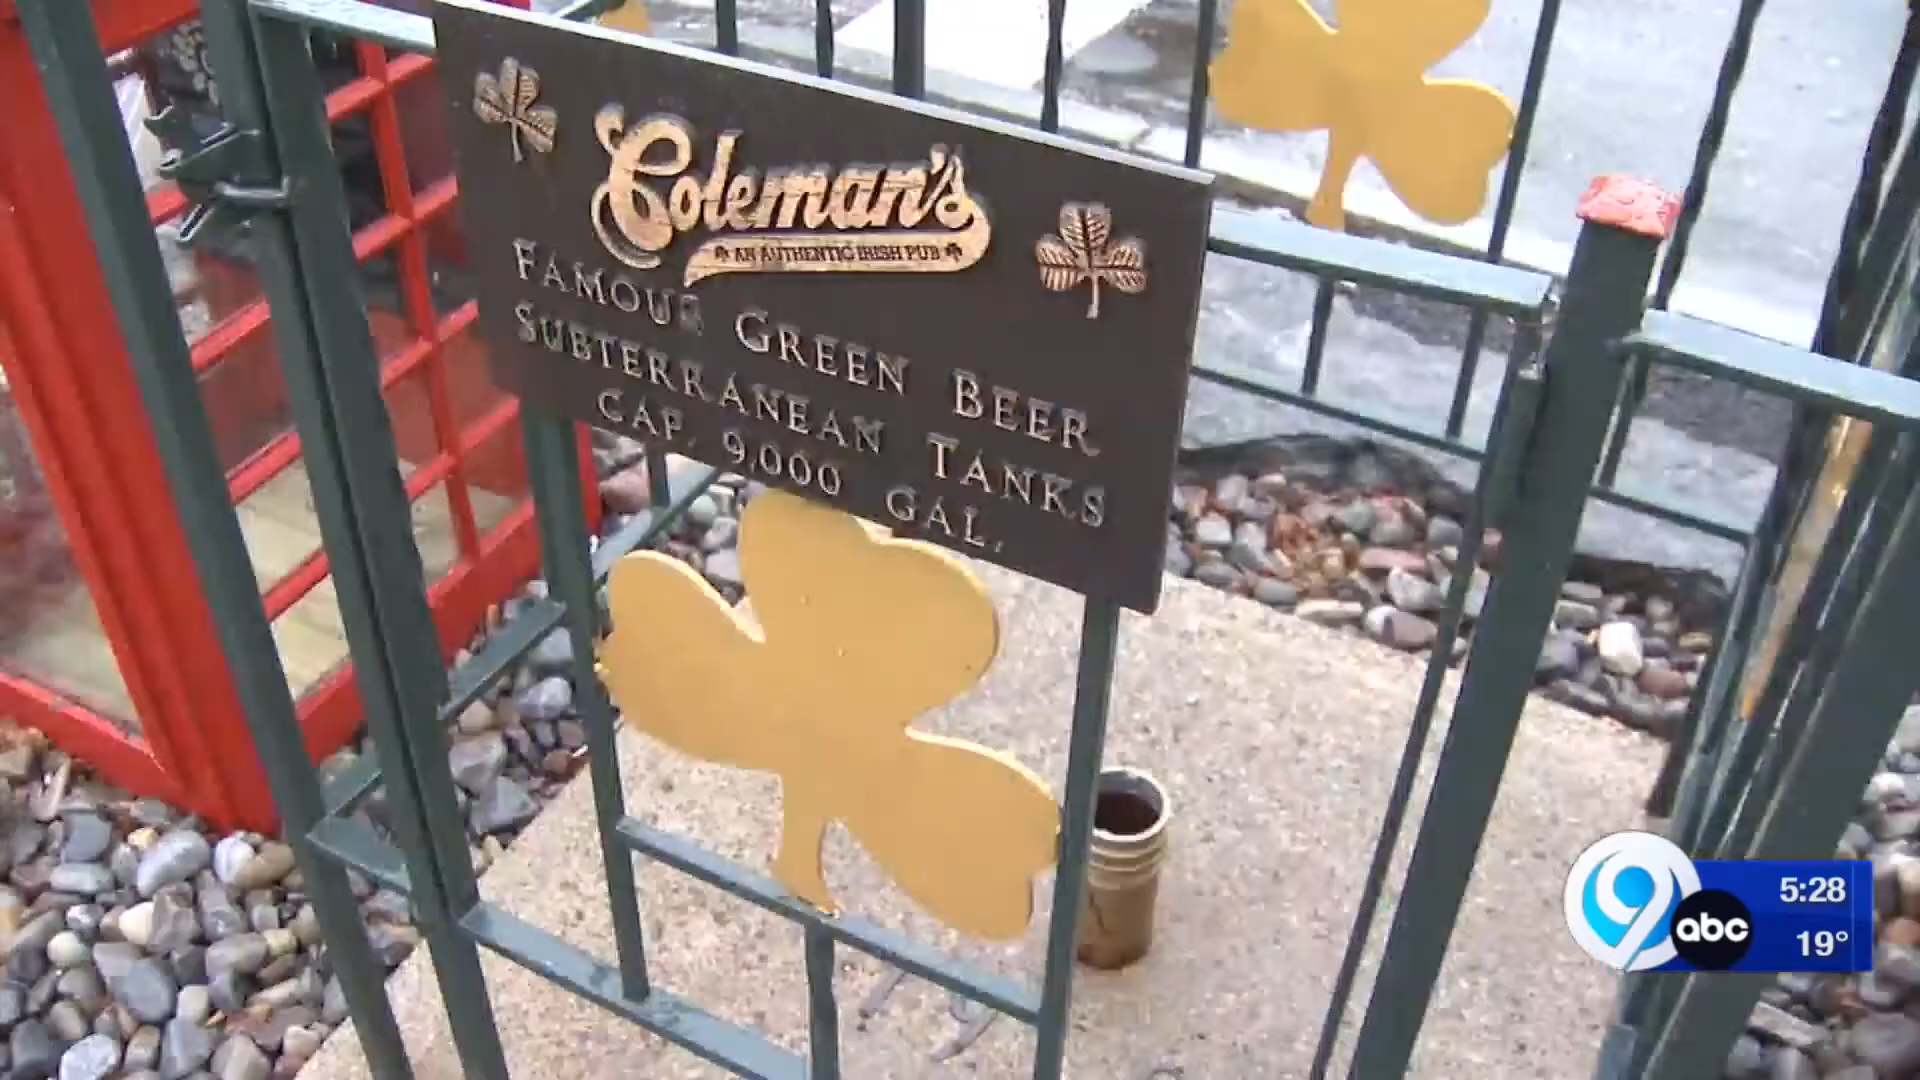 Coleman's
AN AUTHENTIC IRISH PUB
FAMOUS GREEN BEER
SUBTERRANEAN TANKS
CAP. 9,000 GAL.
9
abc
5:28
19°